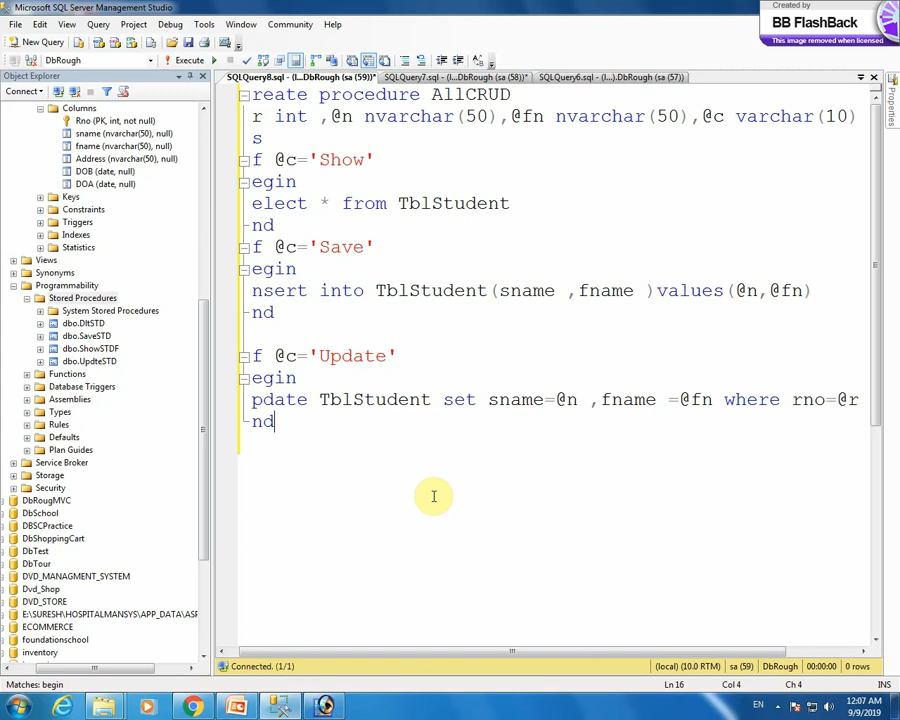 Microsoft SQL Server Management Studio
Created by
BB FlashBack
This image removed when licensed
File Edit View Query Project Debug Tools Window Community Help
New Query
DbRough Execute
Object Explorer
SQLQuery8.sql - (l...DbRough (sa (59))* SQLQuery7.sql - (l...DbRough (sa (58))* SQLQuery6.sql - (l...).DbRough (sa (57))
Properties
Connect
Columns
Rno (PK, int, not null)
sname (nvarchar(50), null)
fname (nvarchar(50), null)
Address (nvarchar(50), null)
DOB (date, null)
DOA (date, null)
Keys
Constraints
Triggers
Indexes
Statistics
Views
Synonyms
Programmability
Stored Procedures
System Stored Procedures
dbo.DltSTD
dbo.SaveSTD
dbo.ShowSTDF
dbo.UpdteSTD
Functions
Database Triggers
Assemblies
Types
Rules
Defaults
Plan Guides
Service Broker
Storage
Security
DbRougMVC
DbSchool
DBSCPractice
DbShoppingCart
DbTest
DbTour
DVD_MANAGMENT_SYSTEM
Dvd_Shop
DVD_STORE
E:\SURESH\HOSPITALMANSYS\APP_DATA\ASP
ECOMMERCE
foundationschool
inventory
reate procedure AllCRUD
r int ,@n nvarchar(50),@fn nvarchar(50),@c varchar(10)
s
f @c='Show'
egin
elect * from TblStudent
nd
f @c='Save'
egin
nsert into TblStudent(sname ,fname )values(@n,@fn)
nd
f @c='Update'
egin
pdate TblStudent set sname=@n ,fname =@fn where rno=@r
nd
Connected. (1/1) (local) (10.0 RTM) sa (59) DbRough 00:00:00 0 rows
Matches: begin Ln 16 Col 4 Ch 4 INS
EN 12:07 AM
9/9/2019